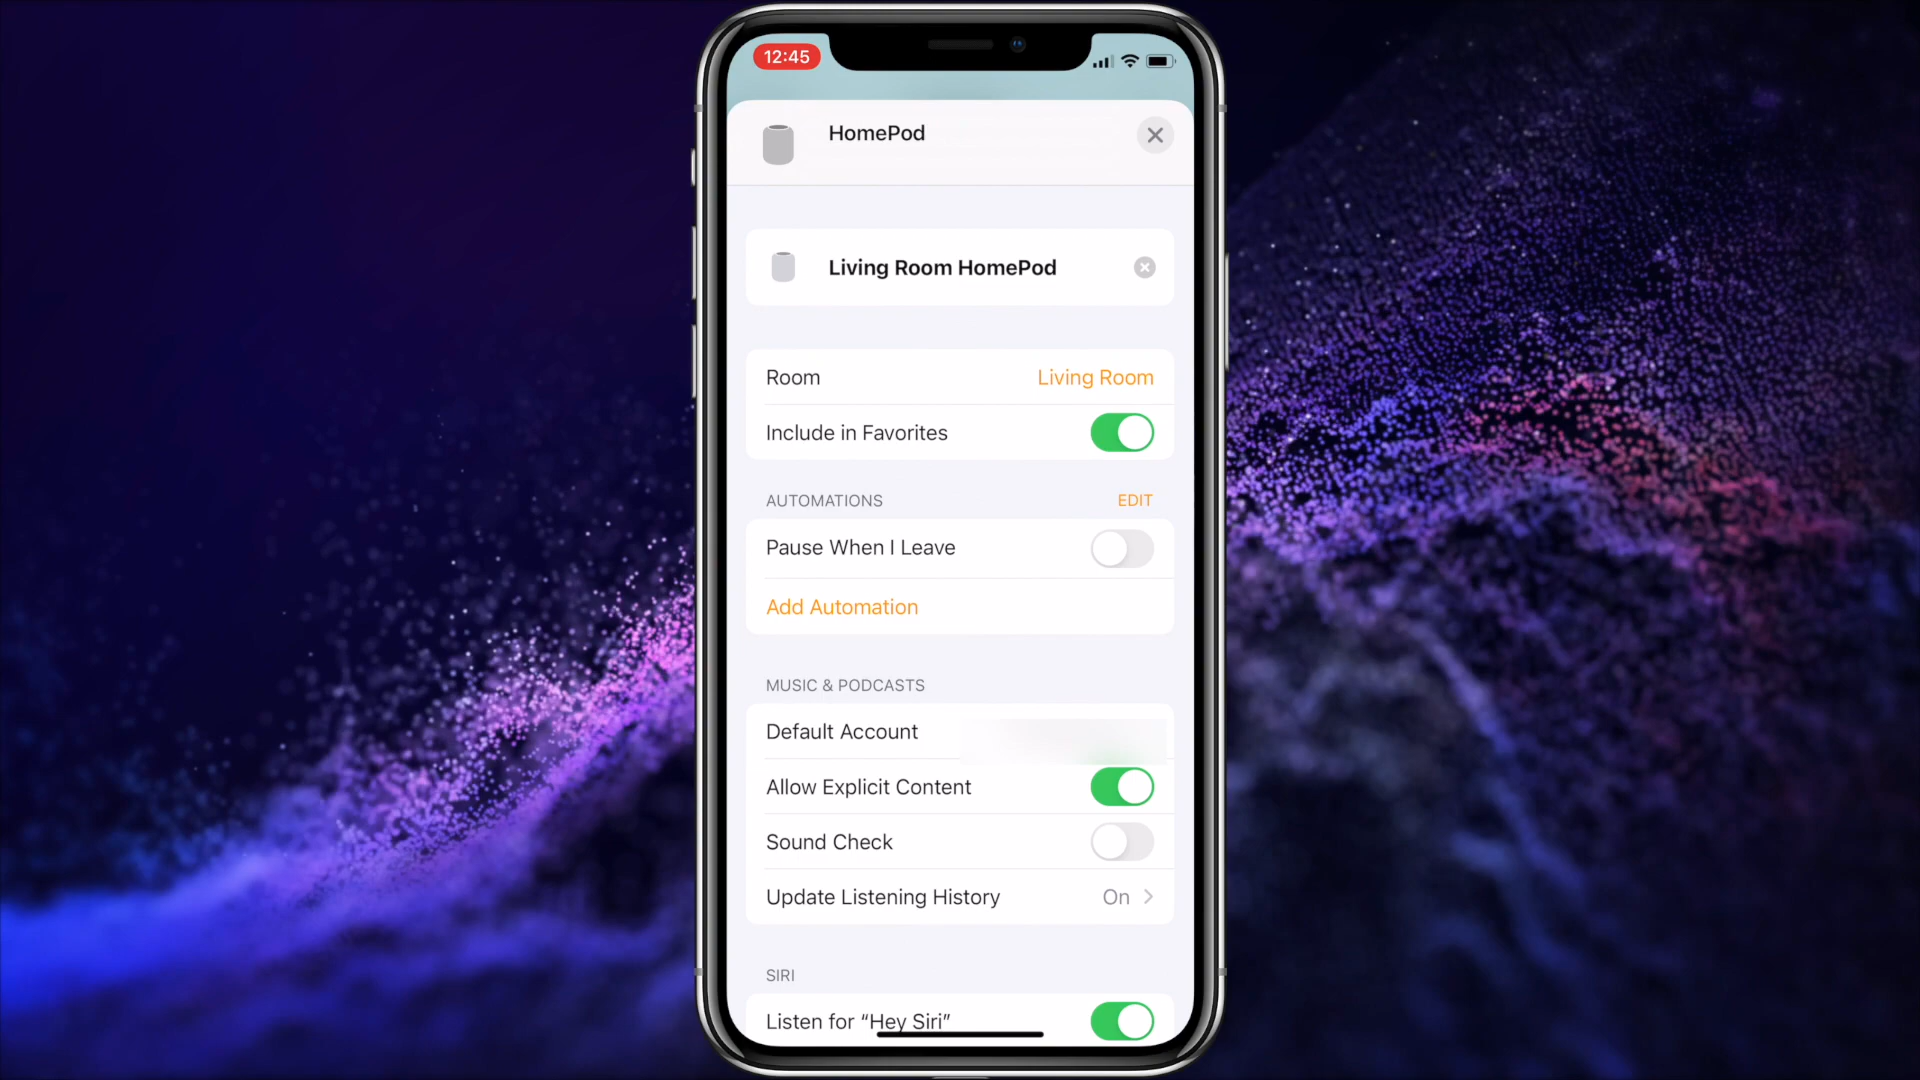 12:45
HomePod
Living Room HomePod
Room Living Room
Include in Favorites
AUTOMATIONS EDIT
Pause When I Leave
Add Automation
MUSIC & PODCASTS
Default Account
Allow Explicit Content
Sound Check
Update Listening History On
SIRI
Listen for “Hey Siri”